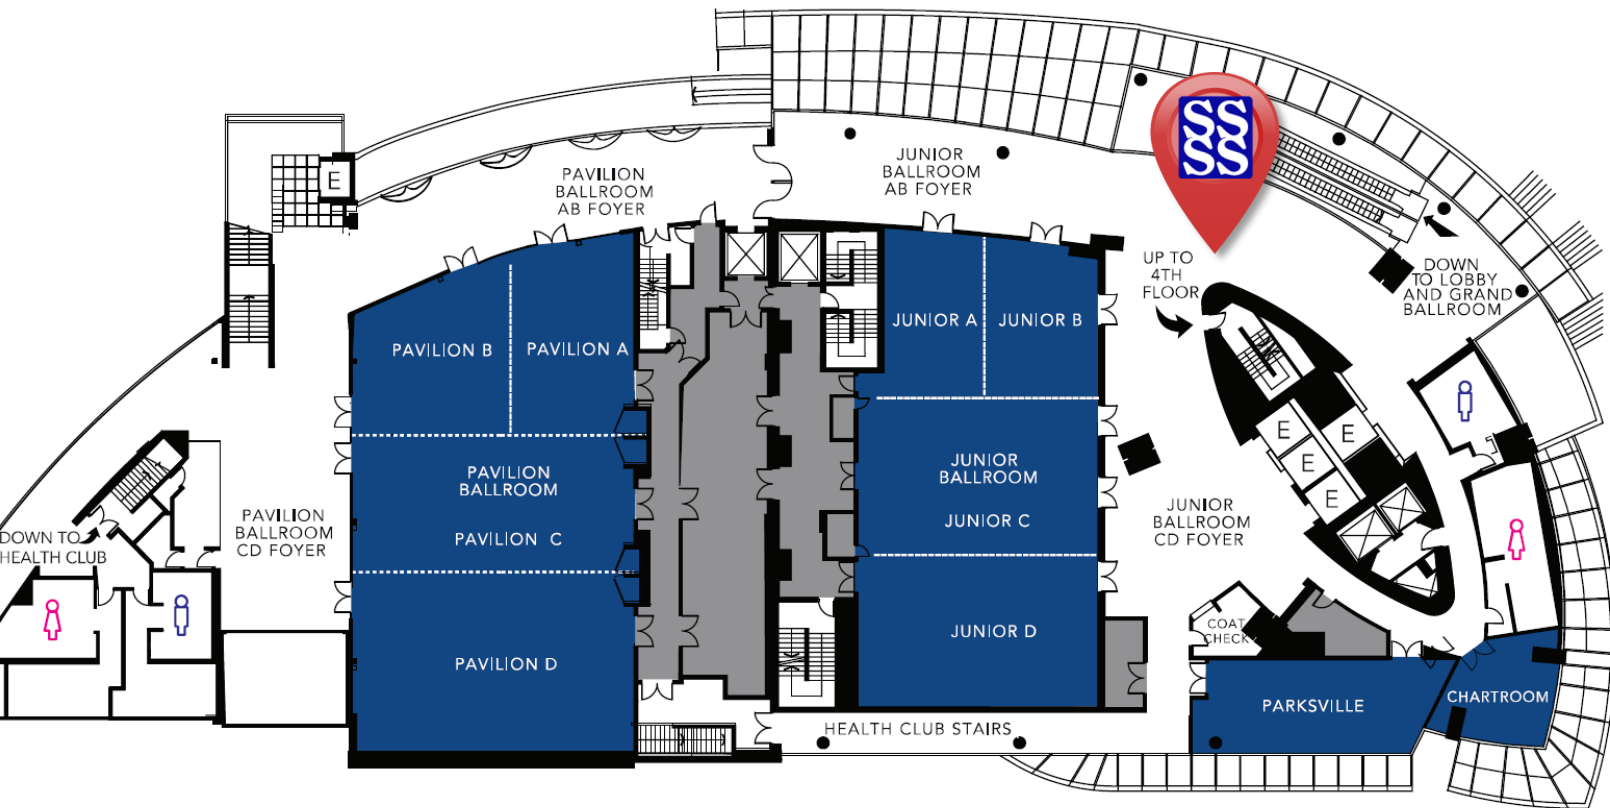 SS
SS
JUNIOR
BALLROOM
AB FOYER
PAVILION
BALLROOM
AB FOYER
E
UP TO
4TH
FLOOR
DOWN
TO LOBBY
AND GRAND
BALLROOM
PAVILION B
PAVILION A
JUNIOR A
JUNIOR B
E
E
E
E
PAVILION
BALLROOM
PAVILION C
JUNIOR
BALLROOM
JUNIOR C
JUNIOR
BALLROOM
CD FOYER
PAVILION
BALLROOM
CD FOYER
DOWN TO
HEALTH CLUB
PAVILION D
JUNIOR D
COAT
CHECK
PARKSVILLE
CHARTROOM
HEALTH CLUB STAIRS